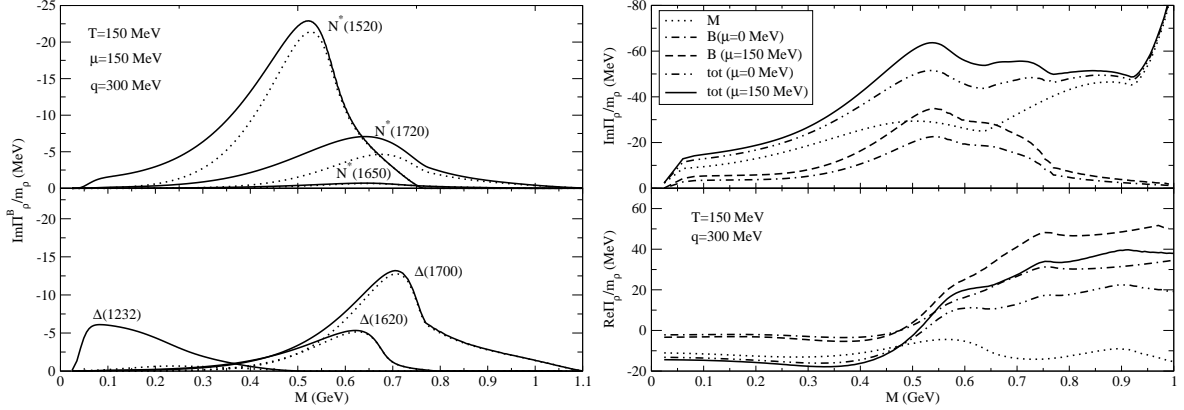 -25
-20
-15
-10
-5
0
T=150 MeV
μ=150 MeV
q=300 MeV
N*(1520)
N*(1720)
N*(1650)
ImΠ^B_ρ/m_ρ (MeV)
-20
-15
-10
-5
0
Δ(1232)
Δ(1700)
Δ(1620)
0 0.1 0.2 0.3 0.4 0.5 0.6 0.7 0.8 0.9 1 1.1
M (GeV)
-80
-60
-40
-20
0
ImΠ_ρ/m_ρ (MeV)
M
B(μ=0 MeV)
B (μ=150 MeV)
tot (μ=0 MeV)
tot (μ=150 MeV)
60
40
20
0
-20
ReΠ_ρ/m_ρ (MeV)
T=150 MeV
q=300 MeV
0 0.1 0.2 0.3 0.4 0.5 0.6 0.7 0.8 0.9 1
M (GeV)